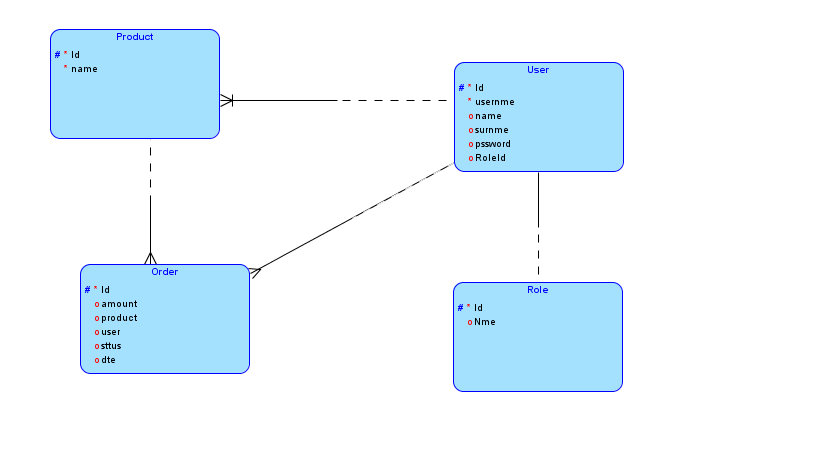 Product
# * Id
* name
User
# * Id
* usernme
o name
o surnme
o pssword
o RoleId
Order
# * Id
o amount
o product
o user
o sttus
o dte
Role
# * Id
o Nme